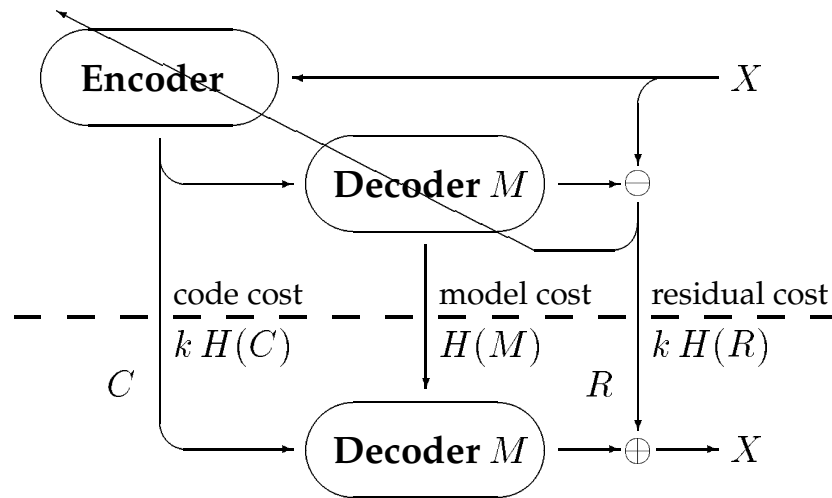 Encoder X
Decoder M ⊖
code cost model cost residual cost
k H(C) H(M) k H(R)
C R
Decoder M ⊕ X